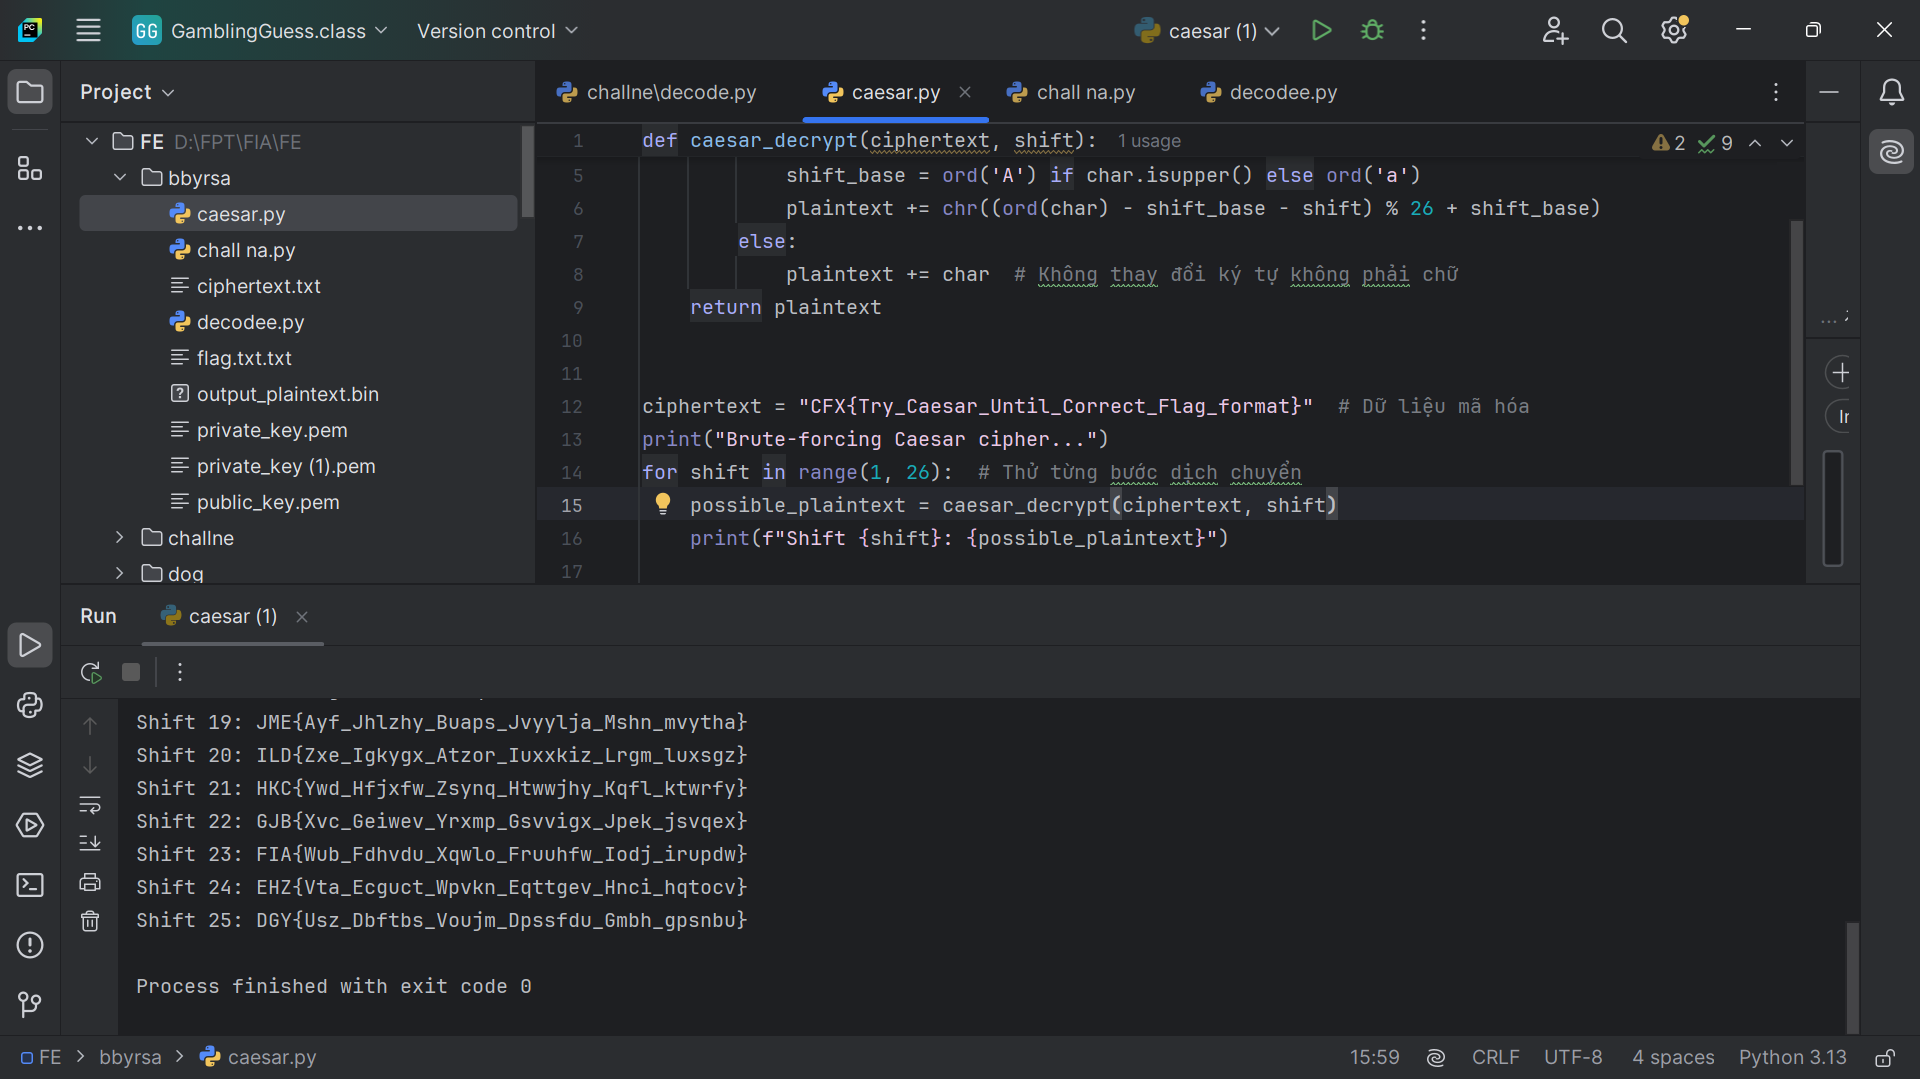 PC
GG GamblingGuess.class
Version control
caesar (1)
Project
challne\decode.py
caesar.py
chall na.py
decodee.py
FE D:\FPT\FIA\FE
bbyrsa
caesar.py
chall na.py
ciphertext.txt
decodee.py
flag.txt.txt
output_plaintext.bin
private_key.pem
private_key (1).pem
public_key.pem
challne
dog
1 def caesar_decrypt(ciphertext, shift): 1 usage
2 9
5 shift_base = ord('A') if char.isupper() else ord('a')
6 plaintext += chr((ord(char) - shift_base - shift) % 26 + shift_base)
7 else:
8 plaintext += char # Không thay đổi ký tự không phải chữ
9 return plaintext
10
11
12 ciphertext = "CFX{Try_Caesar_Until_Correct_Flag_format}" # Dữ liệu mã hóa
13 print("Brute-forcing Caesar cipher...")
14 for shift in range(1, 26): # Thử từng bước dịch chuyển
15 possible_plaintext = caesar_decrypt(ciphertext, shift)
16 print(f"Shift {shift}: {possible_plaintext}")
17
Run
caesar (1)
Shift 19: JME{Ayf_Jhlzhy_Buaps_Jvyylja_Mshn_mvytha}
Shift 20: ILD{Zxe_Igkygx_Atzor_Iuxxkiz_Lrgm_luxsgz}
Shift 21: HKC{Ywd_Hfjxfw_Zsynq_Htwwjhy_Kqfl_ktwrfy}
Shift 22: GJB{Xvc_Geiwev_Yrxmp_Gsvvigx_Jpek_jsvqex}
Shift 23: FIA{Wub_Fdhvdu_Xqwlo_Fruuhfw_Iodj_irupdw}
Shift 24: EHZ{Vta_Ecguct_Wpvkn_Eqttgev_Hnci_hqtocv}
Shift 25: DGY{Usz_Dbftbs_Voujm_Dpssfdu_Gmbh_gpsnbu}
Process finished with exit code 0
FE > bbyrsa > caesar.py
15:59
CRLF
UTF-8
4 spaces
Python 3.13